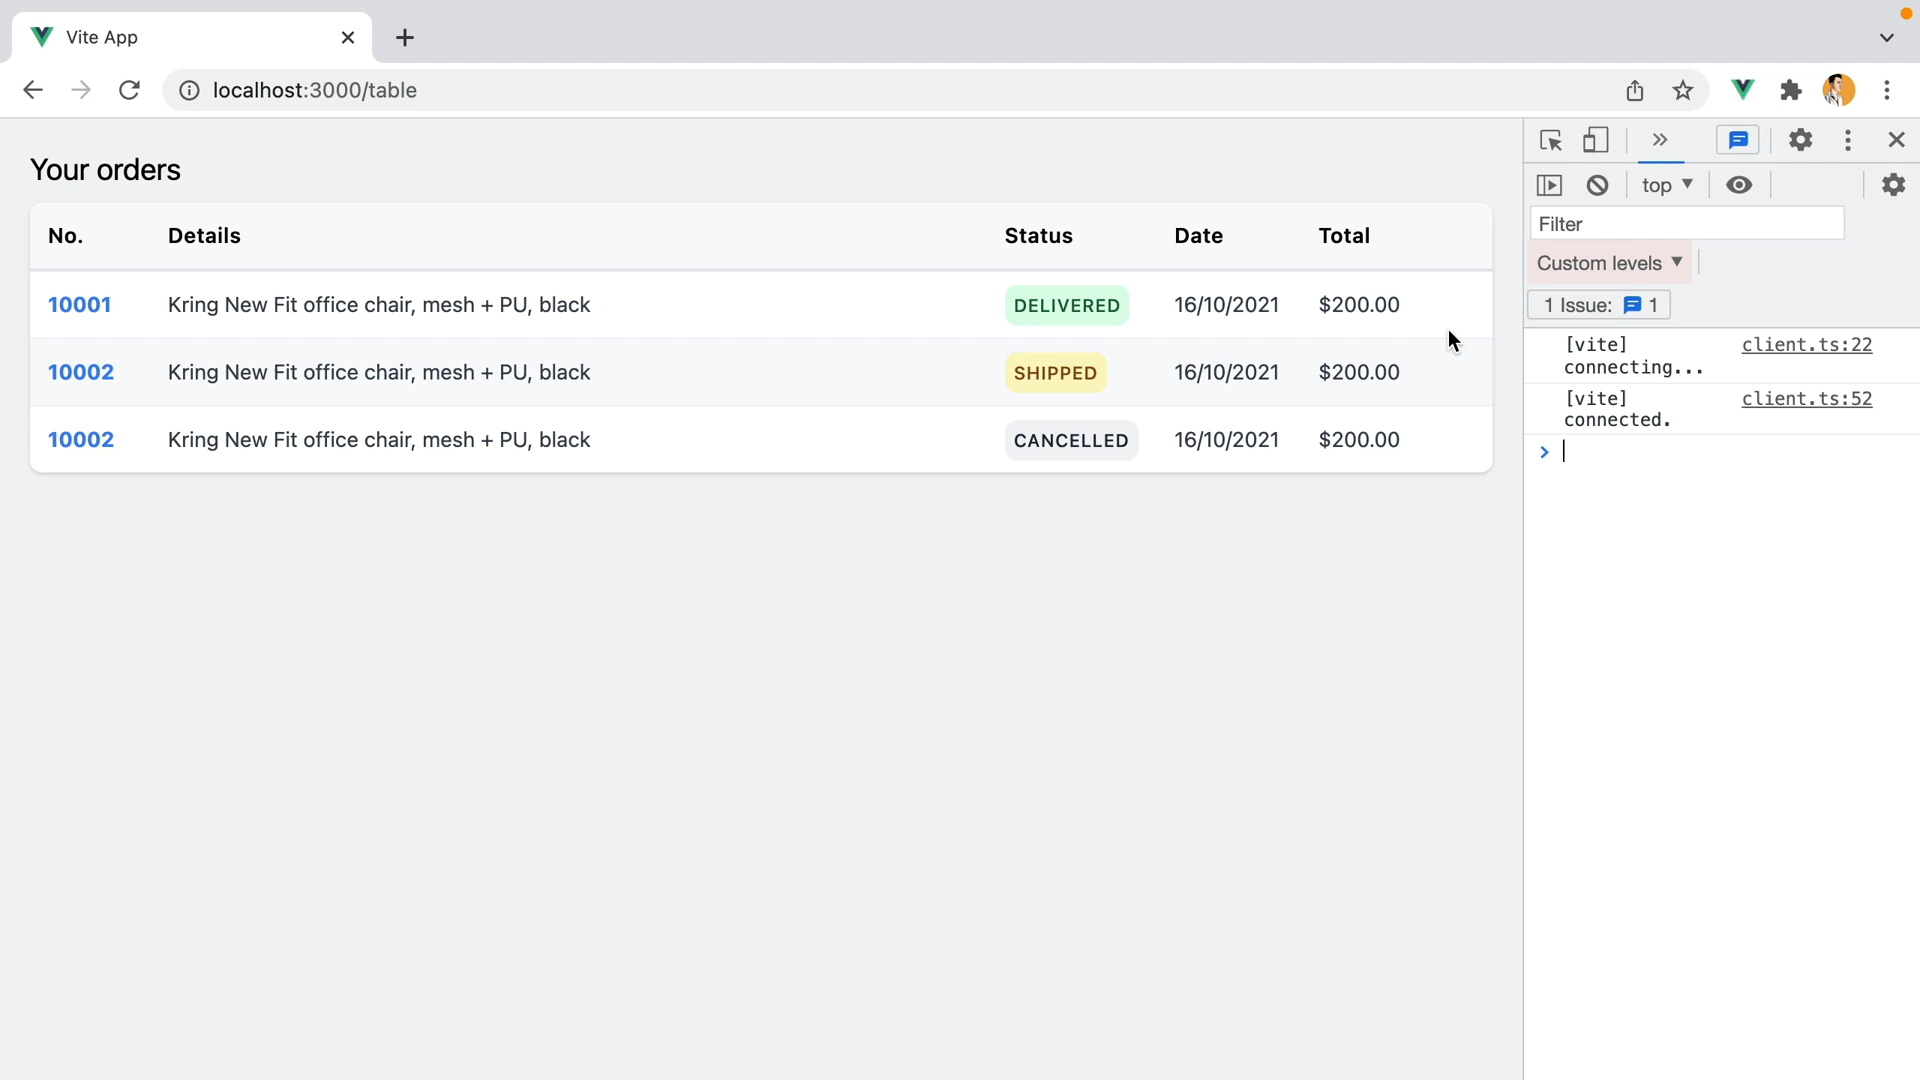 Vite App
localhost:3000/table
Your orders
No. Details Status Date Total
10001 Kring New Fit office chair, mesh + PU, black DELIVERED 16/10/2021 $200.00
10002 Kring New Fit office chair, mesh + PU, black SHIPPED 16/10/2021 $200.00
10002 Kring New Fit office chair, mesh + PU, black CANCELLED 16/10/2021 $200.00
top
Filter
Custom levels
1 Issue: 1
[vite] client.ts:22
connecting...
[vite] client.ts:52
connected.